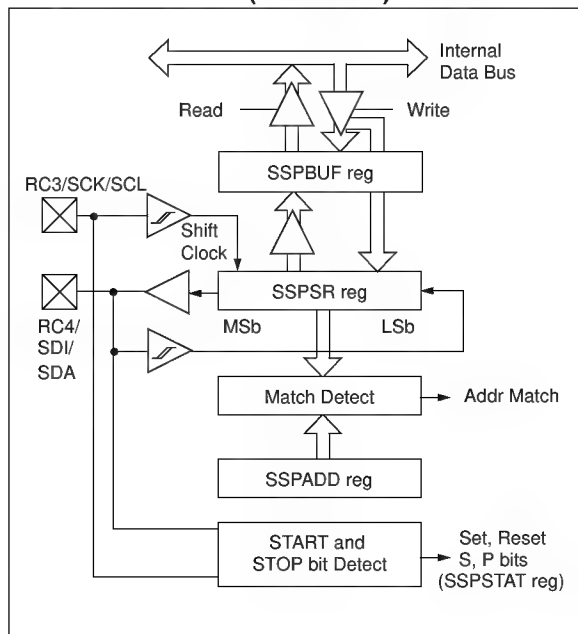 Internal
Data Bus
Read
Write
SSPBUF reg
RC3/SCK/SCL
Shift
Clock
SSPSR reg
MSb
LSb
RC4/
SDI/
SDA
Match Detect
Addr Match
SSPADD reg
START and
STOP bit Detect
Set, Reset
S, P bits
(SSPSTAT reg)